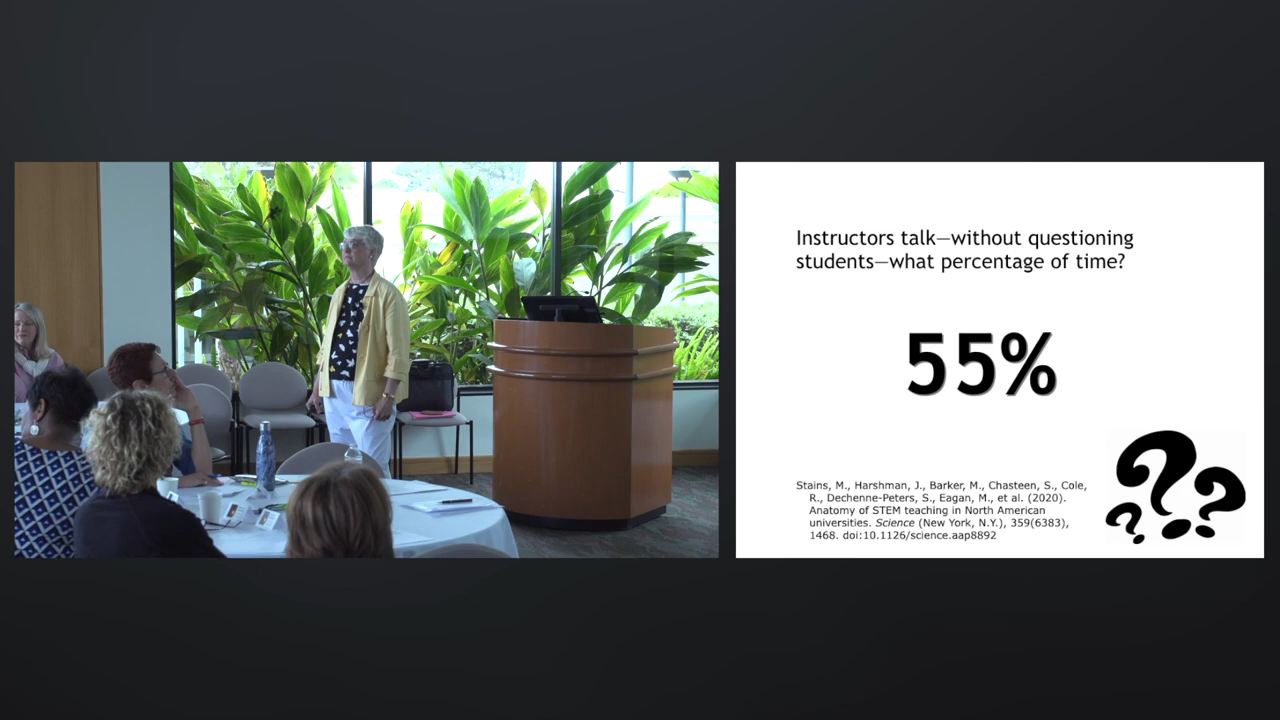 Instructors talk—without questioning
students—what percentage of time?
55%
Stains, M., Harshman, J., Barker, M., Chasteen, S., Cole,
R., Dechenne-Peters, S., Eagan, M., et al. (2020).
Anatomy of STEM teaching in North American
universities. Science (New York, N.Y.), 359(6383),
1468. doi:10.1126/science.aap8892
???